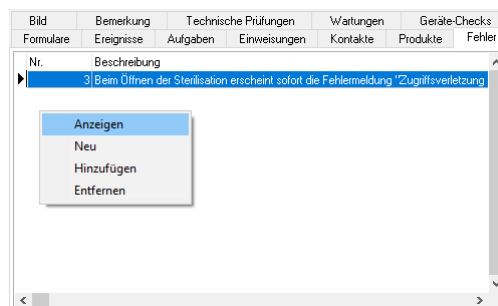 Bild Bemerkung Technische Prüfungen Wartungen Geräte-Checks
Formulare Ereignisse Aufgaben Einweisungen Kontakte Produkte Fehler
Nr. Beschreibung
3 Beim Öffnen der Sterilisation erscheint sofort die Fehlermeldung "Zugriffsverletzung
Anzeigen
Neu
Hinzufügen
Entfernen